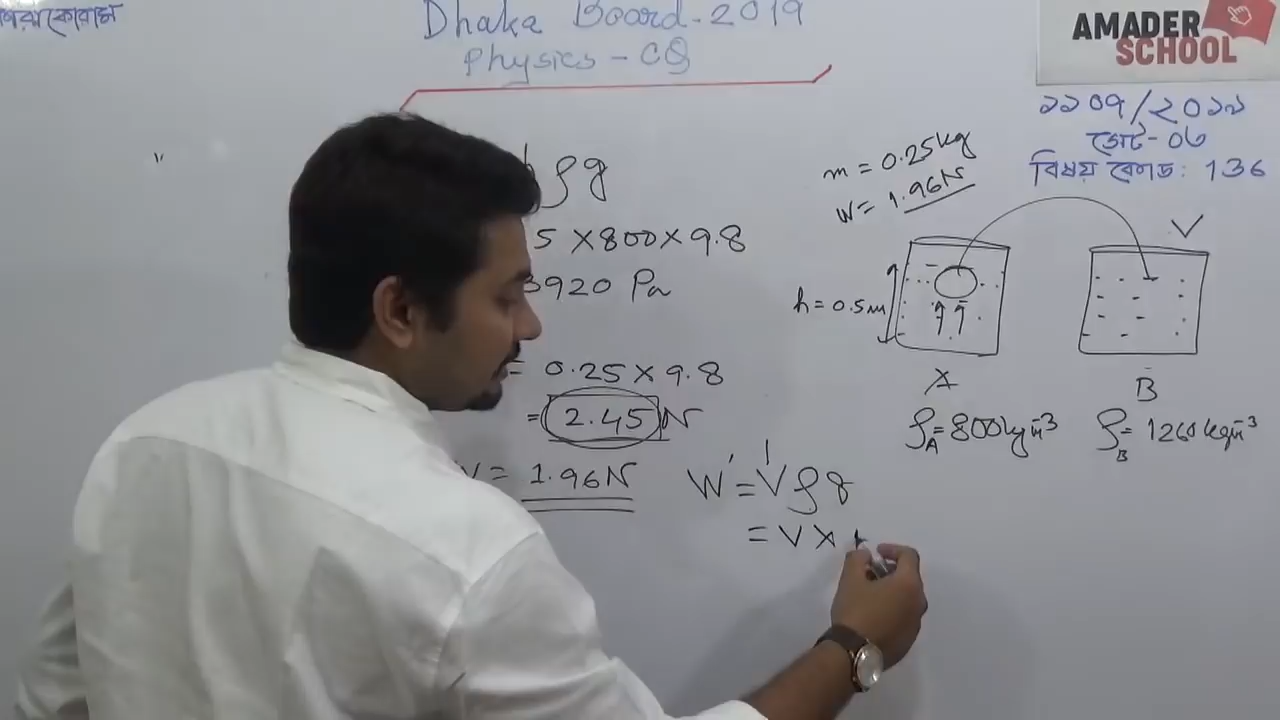 Dhaka Board-2019
Physics - CQ
AMADER
SCHOOL
সেট- ০৩
বিষয় কোড: 136
ρg
5 × 800 × 9.8
3920 Pa
= 0.25 × 9.8
= 2.45 N
= 1.96N
W' = Vρg
= V ×
m = 0.25kg
W = 1.96N
h = 0.5m
V
A
B
ρA = 800kgm⁻³
ρB = 1260kgm⁻³